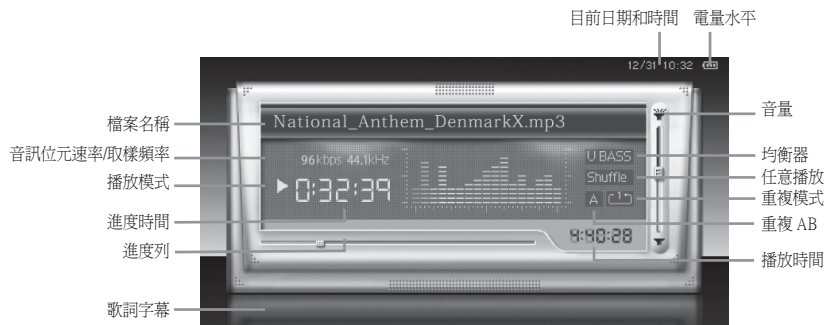 目前日期和時間 電量水平
12/31 10:32
檔案名稱
National_Anthem_DenmarkX.mp3
音量
音訊位元速率/取樣頻率
96kbps 44.1kHz
U BASS
均衡器
播放模式
0:32:39
Shuffle
任意播放
A 1
重複模式
進度時間
重複 AB
進度列
4:40:28
播放時間
歌詞字幕